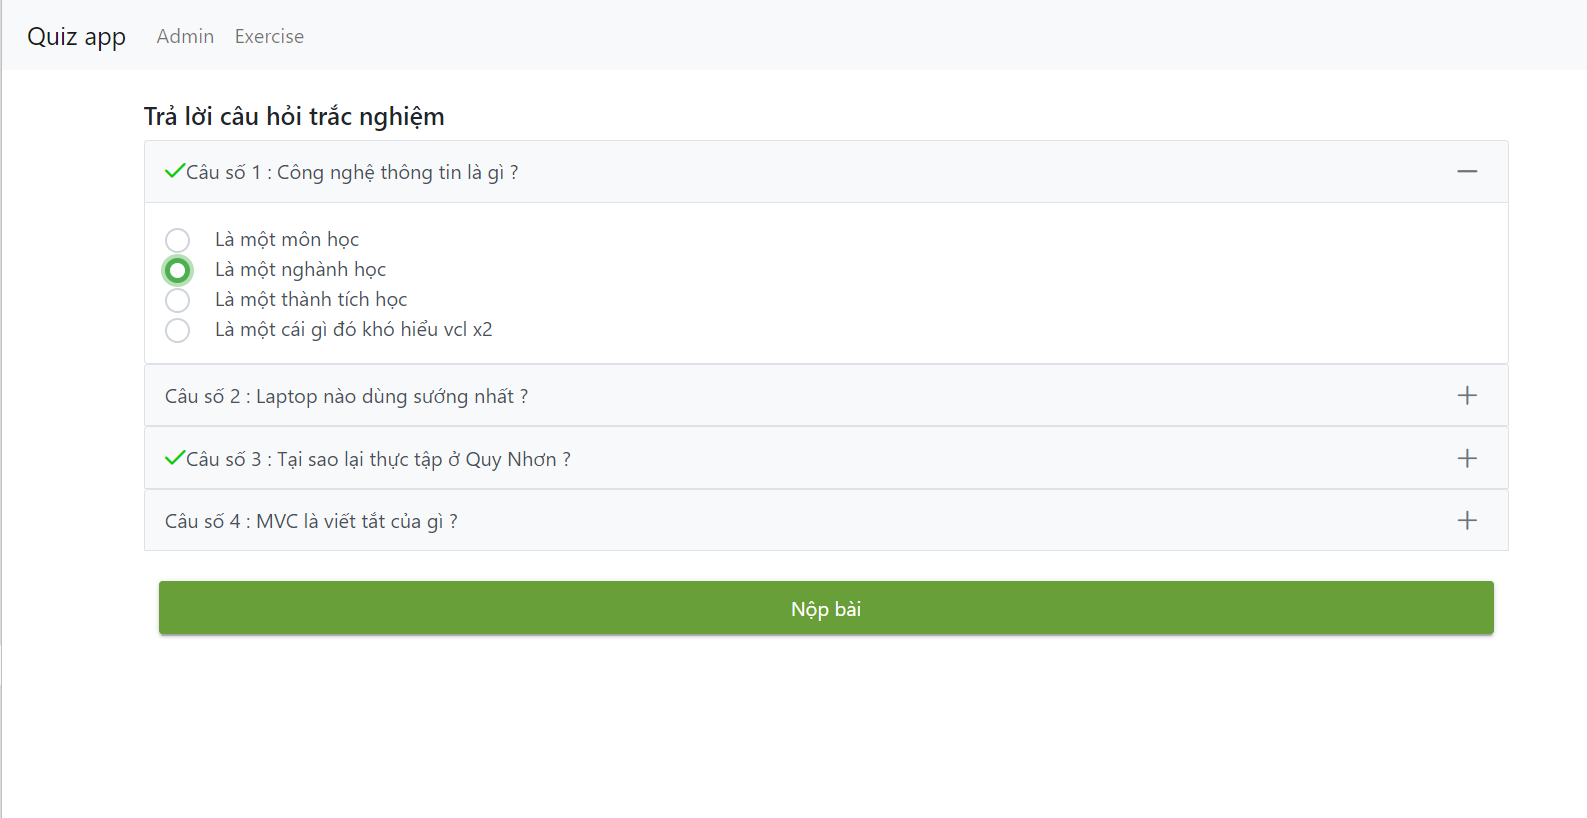 Quiz app Admin Exercise
Trả lời câu hỏi trắc nghiệm
Câu số 1 : Công nghệ thông tin là gì ?
Là một môn học
Là một nghành học
Là một thành tích học
Là một cái gì đó khó hiểu vcl x2
Câu số 2 : Laptop nào dùng sướng nhất ?
Câu số 3 : Tại sao lại thực tập ở Quy Nhơn ?
Câu số 4 : MVC là viết tắt của gì ?
Nộp bài